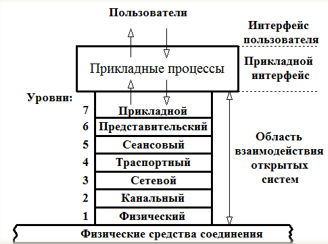 Пользователи
Интерфейс
пользователя
Прикладные процессы
Прикладной
интерфейс
Уровни:
7 Прикладной
6 Представительский
5 Сеансовый
4 Траспортный
3 Сетевой
2 Канальный
1 Физический
Область
взаимодействия
открытых
систем
Физические средства соединения